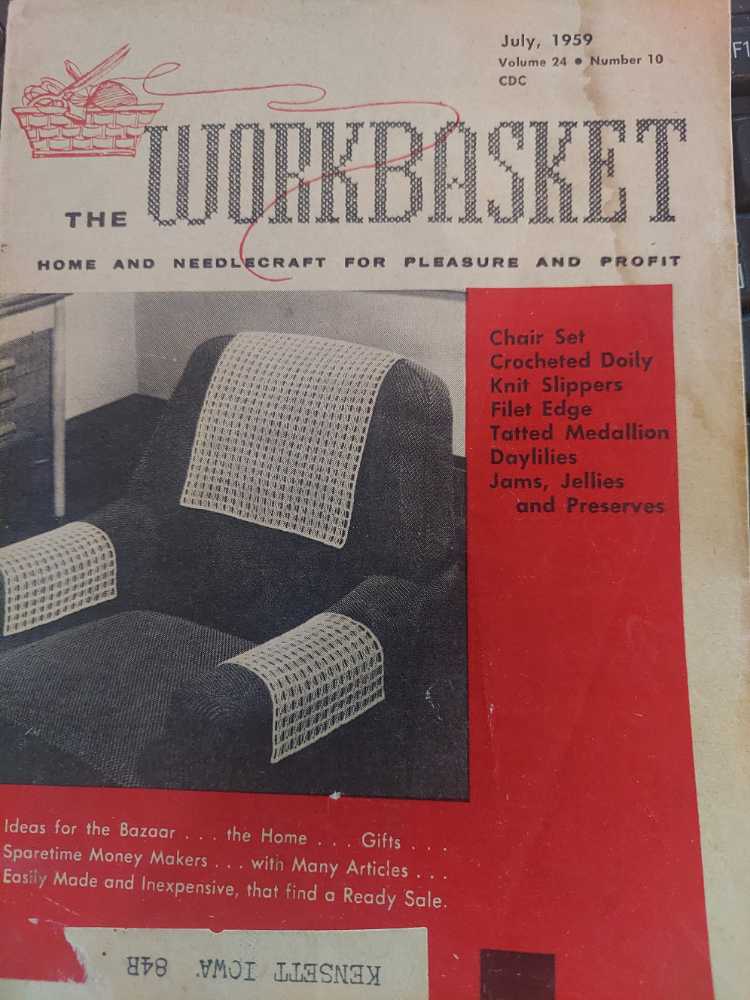 July, 1959
Volume 24 • Number 10
CDC
THE WORKBASKET
HOME AND NEEDLECRAFT FOR PLEASURE AND PROFIT
Chair Set
Crocheted Doily
Knit Slippers
Filet Edge
Tatted Medallion
Daylilies
Jams, Jellies
and Preserves
Ideas for the Bazaar . . . the Home . . . Gifts . . .
Sparetime Money Makers . . . with Many Articles . . .
Easily Made and Inexpensive, that find a Ready Sale.
KENSETT IOWA 84B
F1